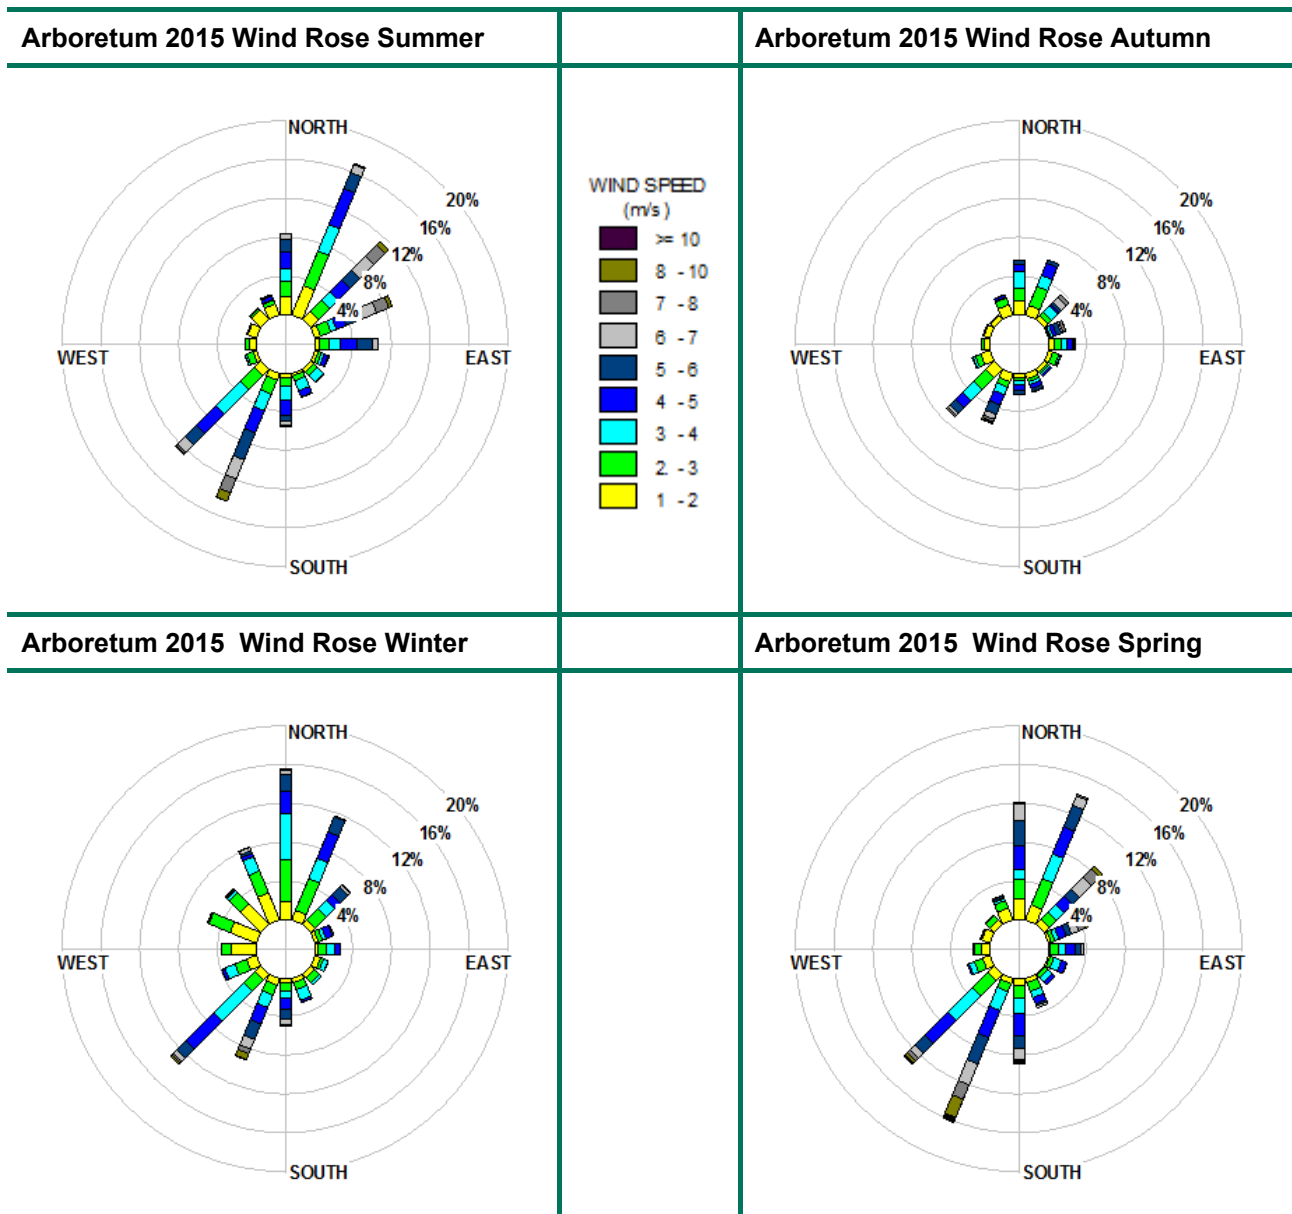 Arboretum 2015 Wind Rose Summer
Arboretum 2015 Wind Rose Autumn
NORTH
20%
16%
12%
8%
4%
WEST
EAST
SOUTH
WIND SPEED
(m/s)
>= 10
8 - 10
7 - 8
6 - 7
5 - 6
4 - 5
3 - 4
2 - 3
1 - 2
NORTH
20%
16%
12%
8%
4%
WEST
EAST
SOUTH
Arboretum 2015 Wind Rose Winter
Arboretum 2015 Wind Rose Spring
NORTH
20%
16%
12%
8%
4%
WEST
EAST
SOUTH
NORTH
20%
16%
12%
8%
4%
WEST
EAST
SOUTH